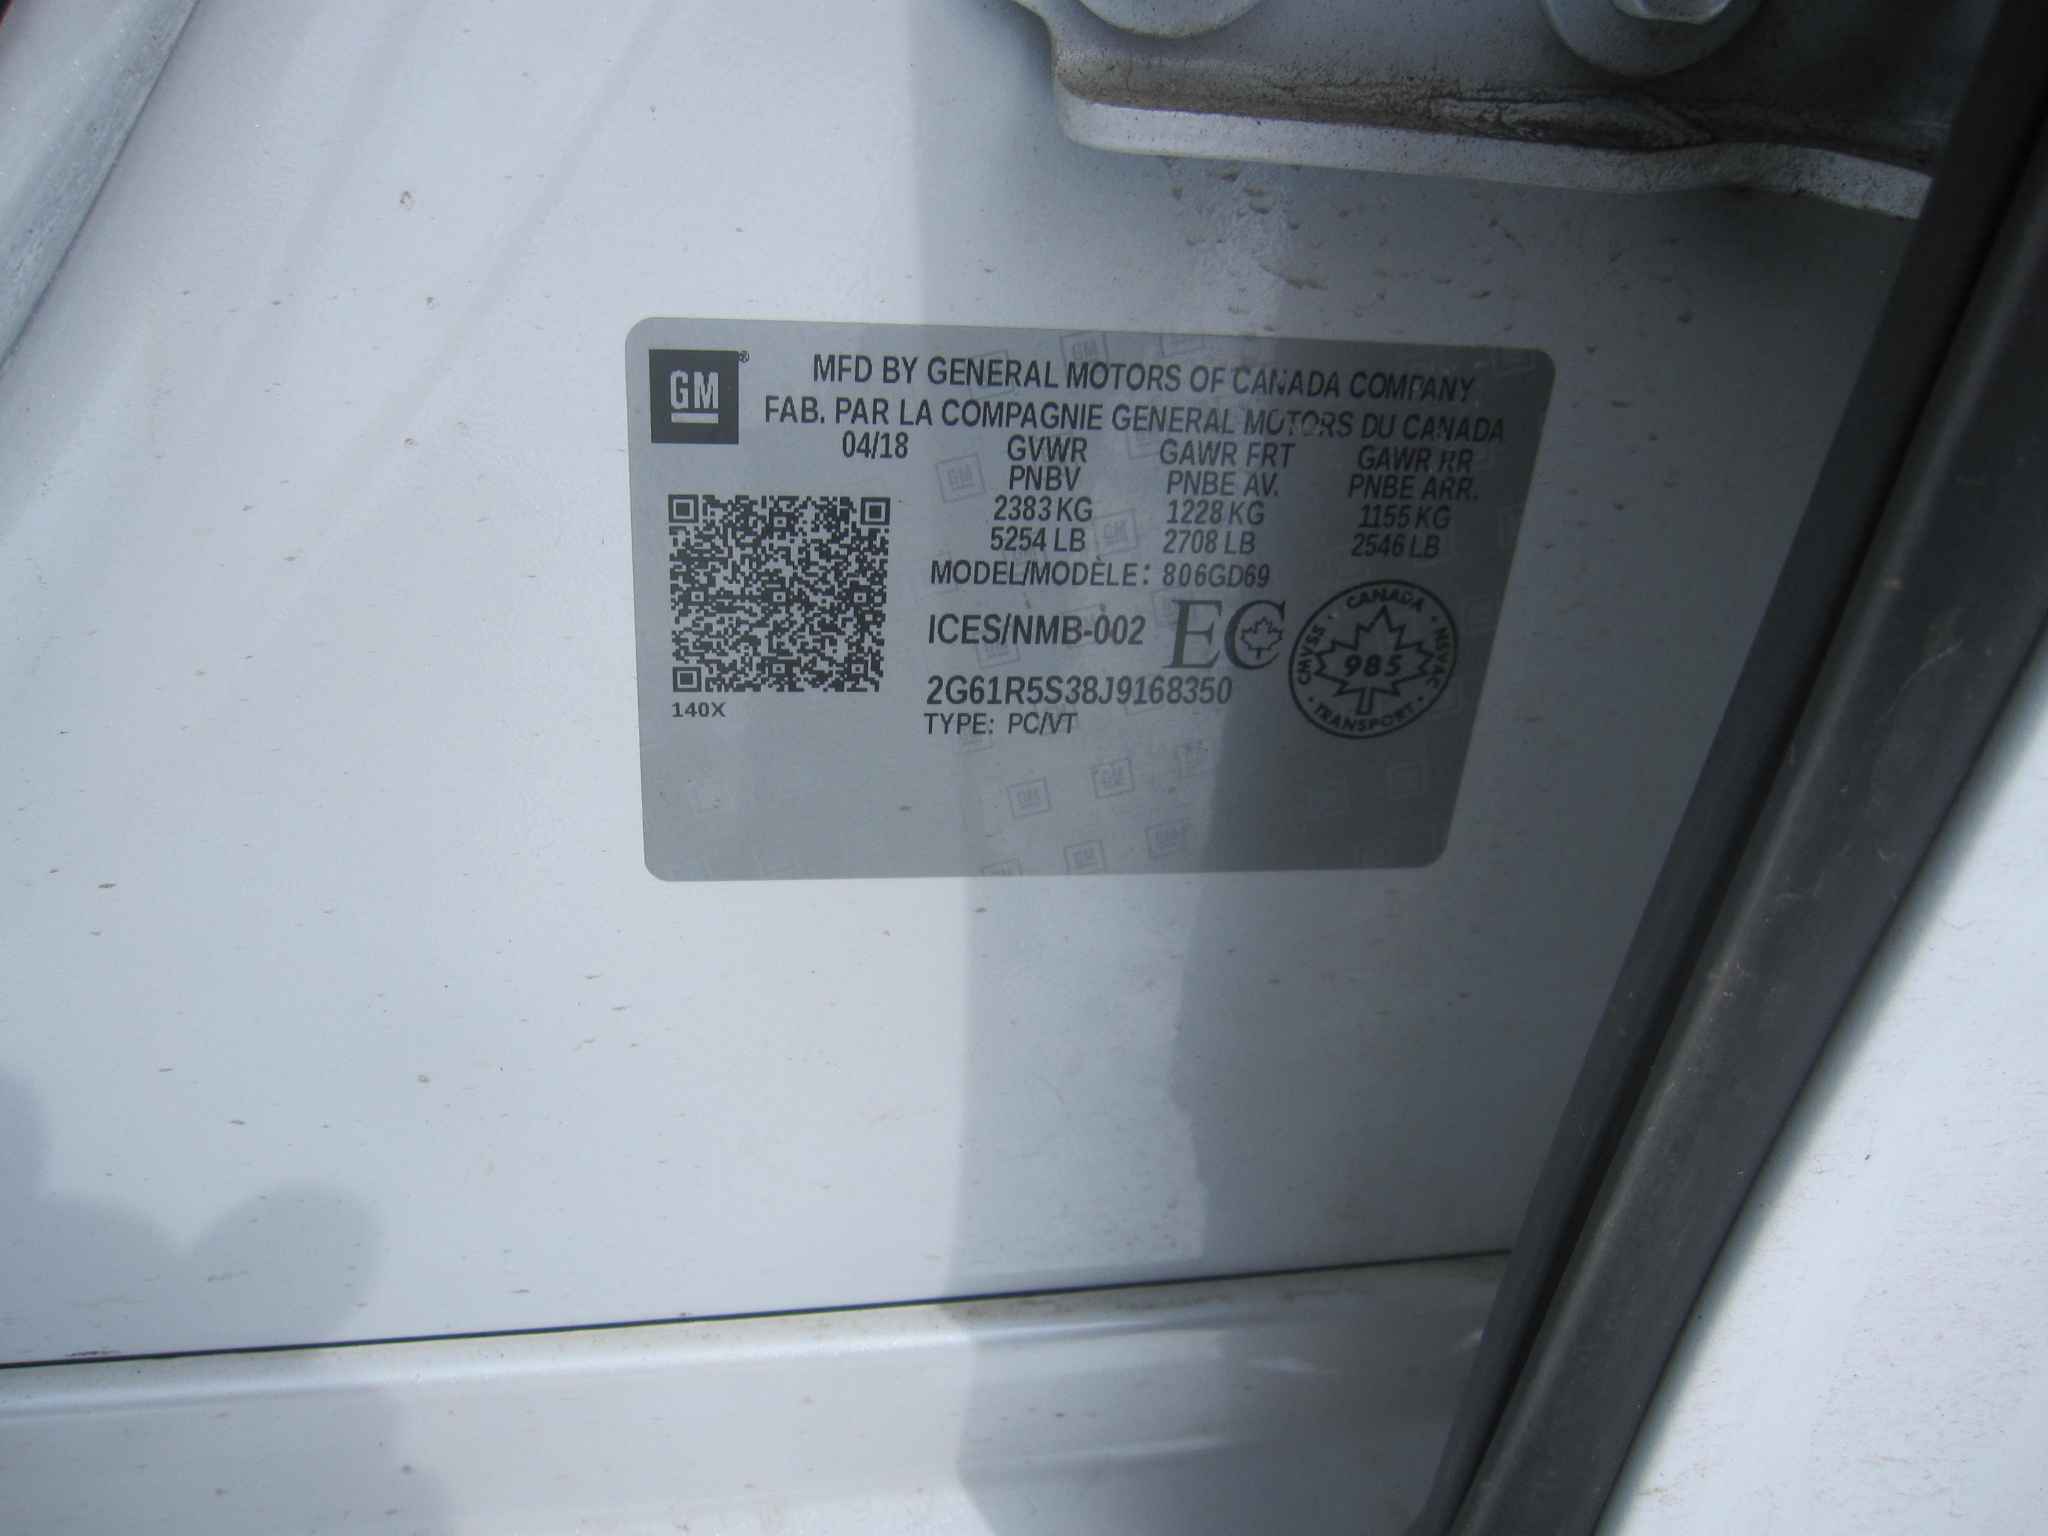 GM
MFD BY GENERAL MOTORS OF CANADA COMPANY
FAB. PAR LA COMPAGNIE GENERAL MOTORS DU CANADA
04/18 GVWR GAWR FRT GAWR RR
PNBV PNBE AV. PNBE ARR.
2383 KG 1228 KG 1155 KG
5254 LB 2708 LB 2546 LB
MODEL/MODÈLE: 806GD69
ICES/NMB-002 EC
2G61R5S38J9168350
TYPE: PC/VT
140X
CANADA
CMVSS 985 NSVAC
TRANSPORT